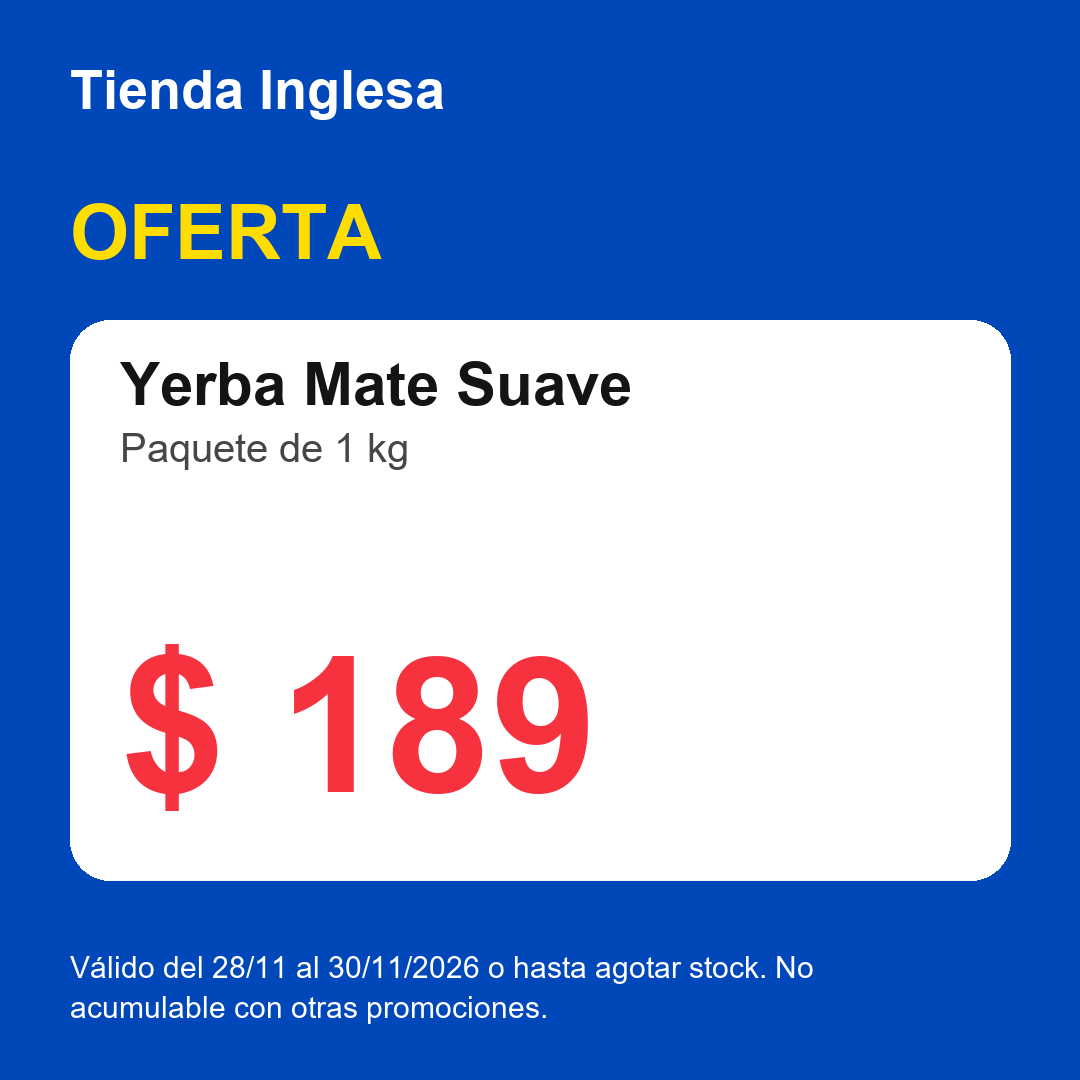 Tienda Inglesa
OFERTA
Yerba Mate Suave
Paquete de 1 kg
$ 189
Válido del 28/11 al 30/11/2026 o hasta agotar stock. No
acumulable con otras promociones.